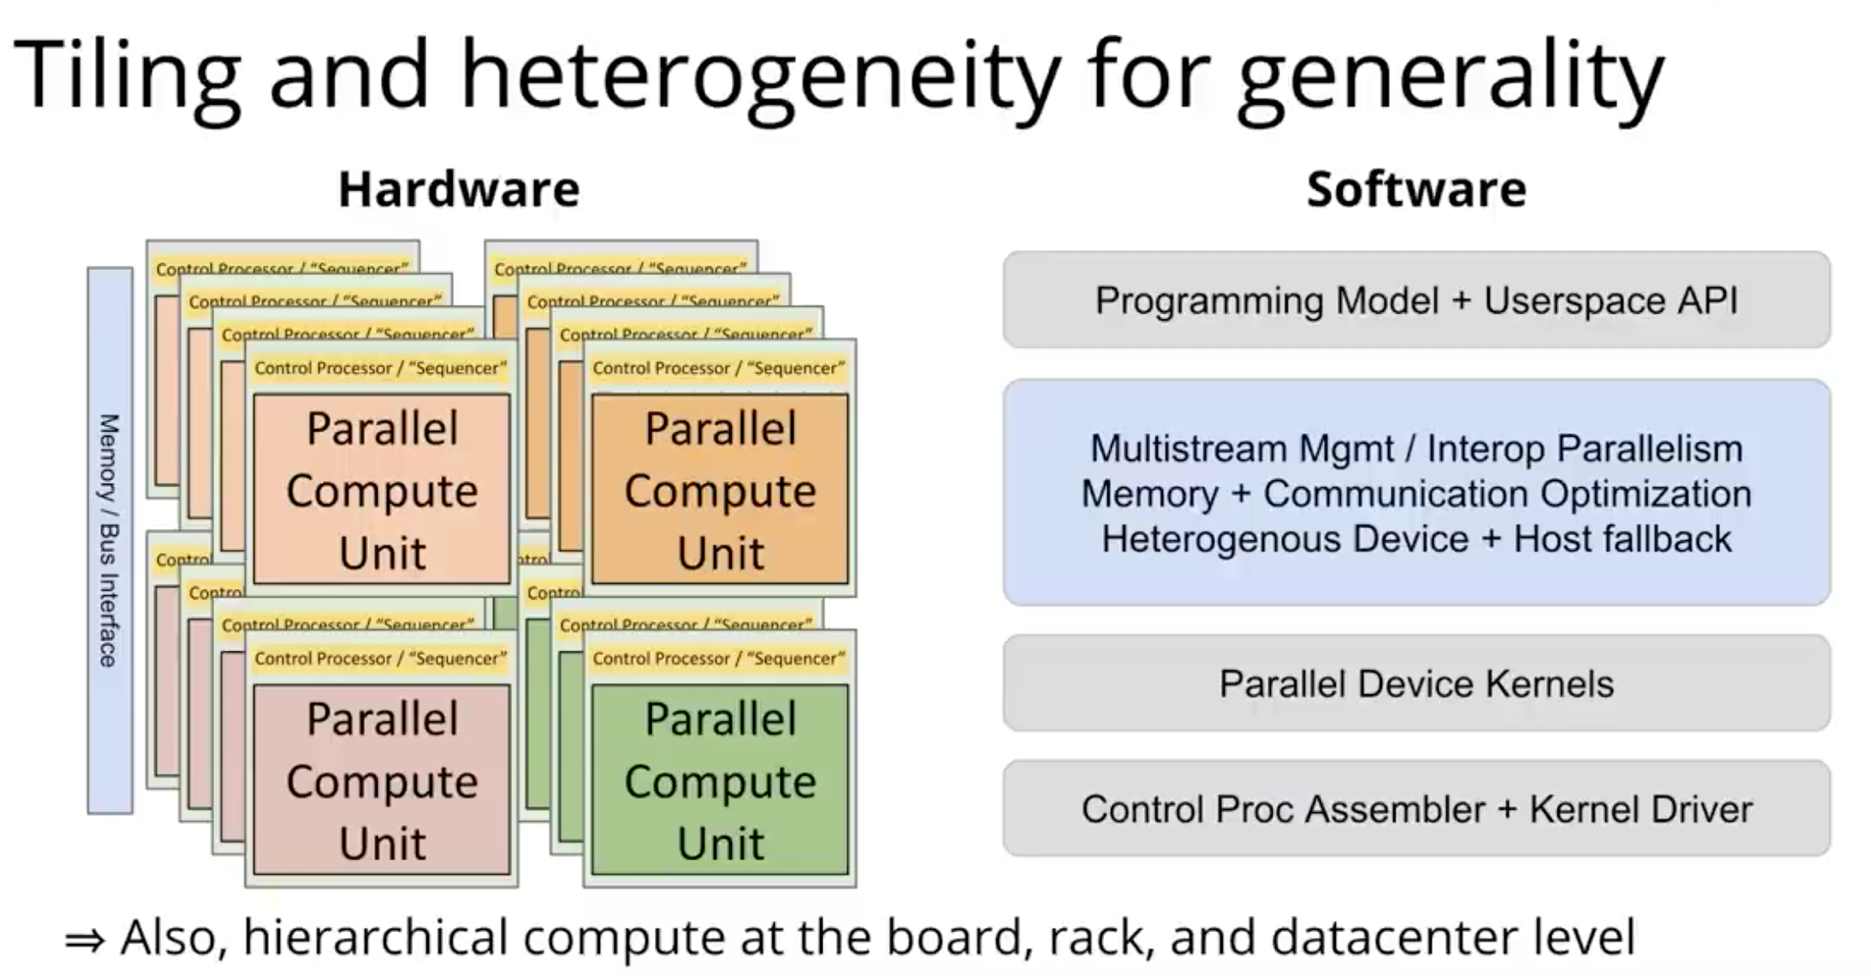 Tiling and heterogeneity for generality
Hardware
Software
Memory / Bus Interface
Control Processor / “Sequencer”
Control Processor / “Sequencer”
Control Processor / “Sequencer”
Control Processor / “Sequencer”
Parallel
Compute
Unit
Control Processor / “Sequencer”
Control Processor / “Sequencer”
Control Processor / “Sequencer”
Control Processor / “Sequencer”
Parallel
Compute
Unit
Control
Contro
Control Processor / “Sequencer”
Control Processor / “Sequencer”
Parallel
Compute
Unit
ntrol
Contro
Control Processor / “Sequencer”
Control Processor / “Sequencer”
Parallel
Compute
Unit
Programming Model + Userspace API
Multistream Mgmt / Interop Parallelism
Memory + Communication Optimization
Heterogenous Device + Host fallback
Parallel Device Kernels
Control Proc Assembler + Kernel Driver
⇒ Also, hierarchical compute at the board, rack, and datacenter level